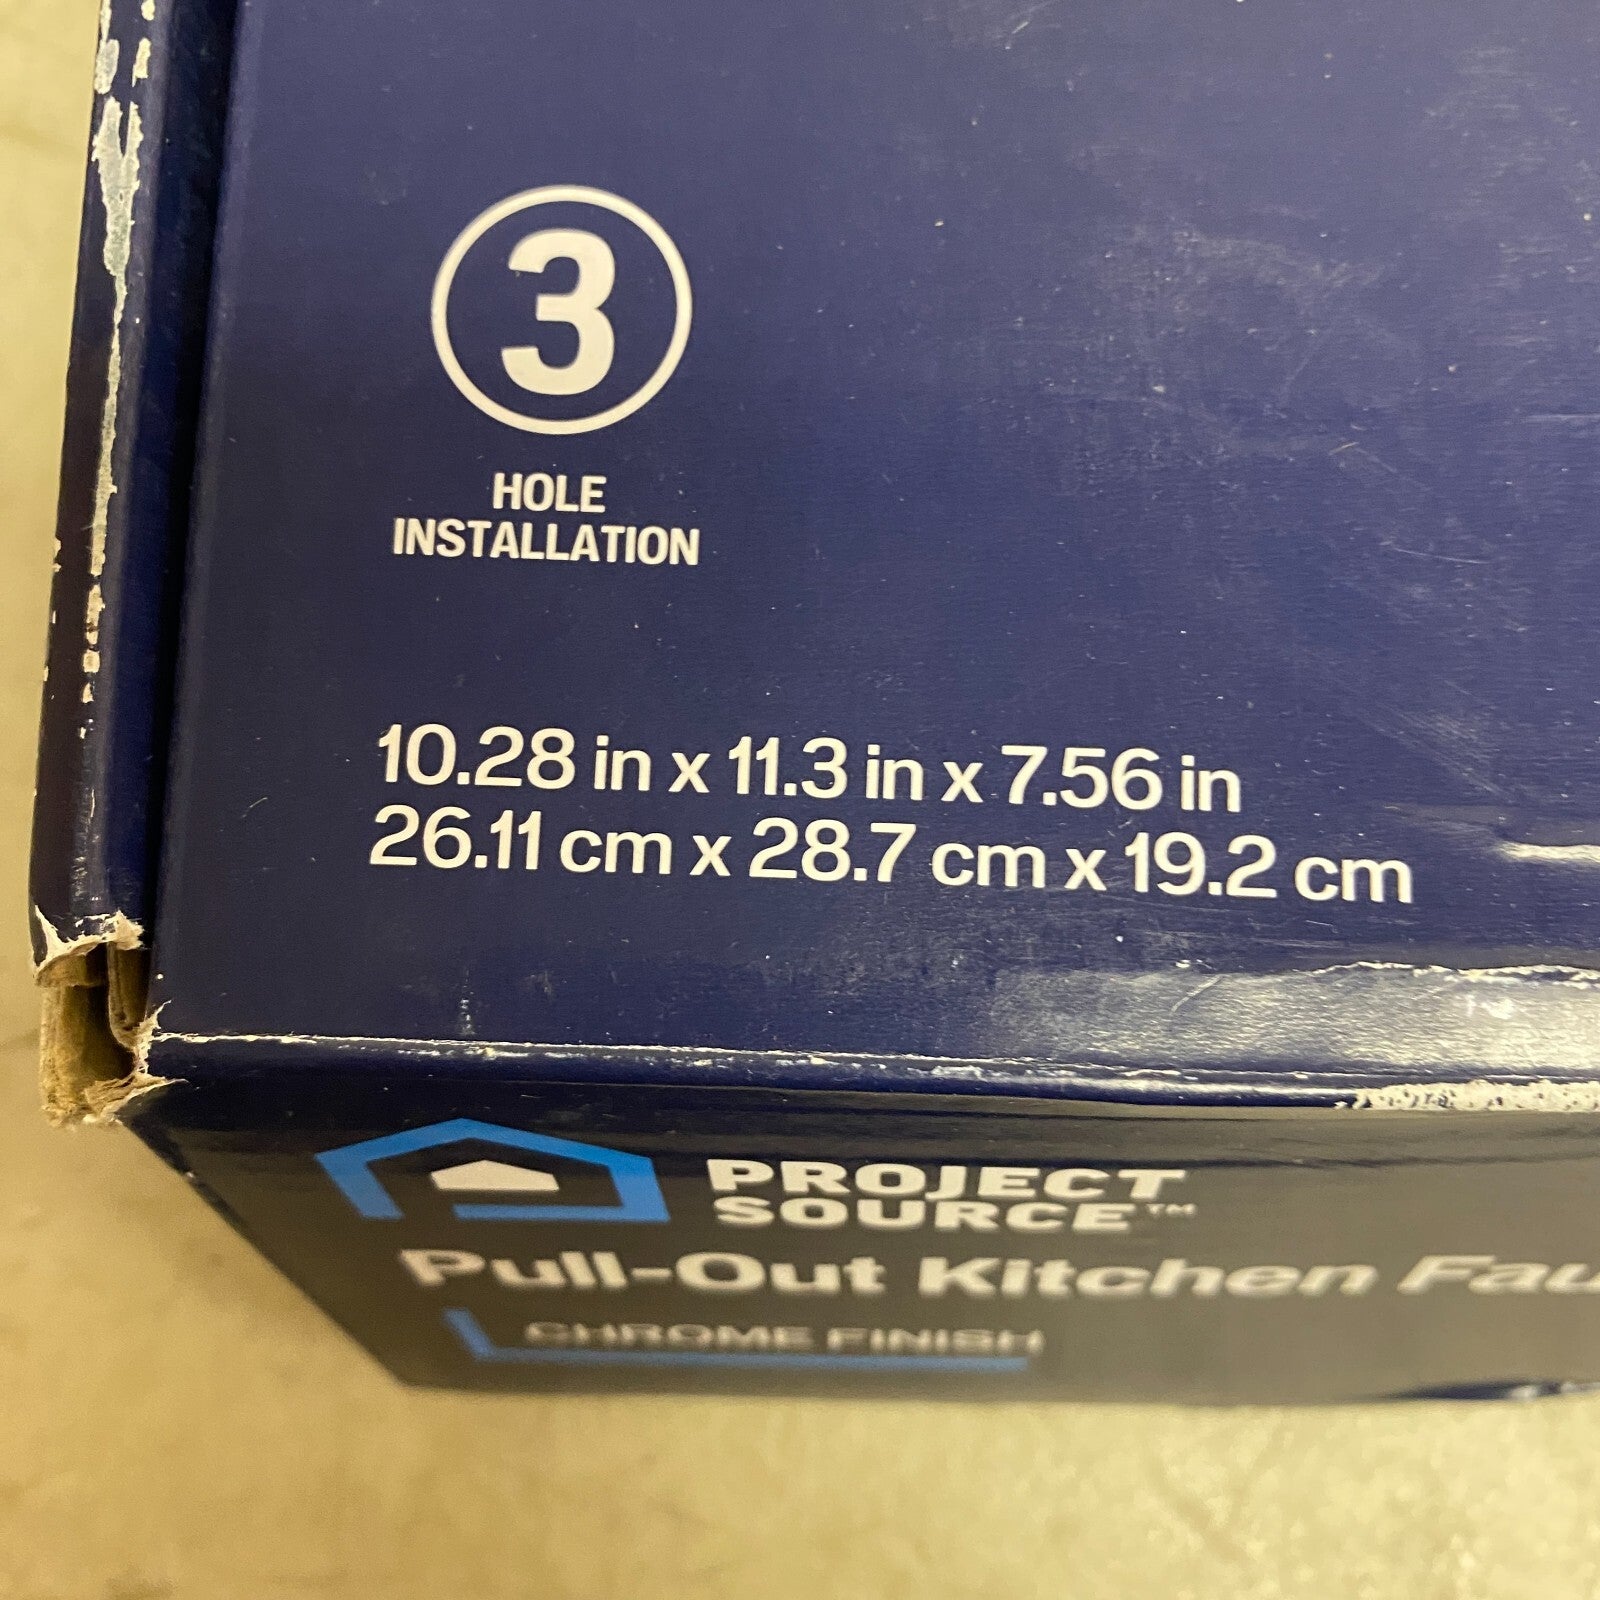 3
HOLE
INSTALLATION
10.28 in x 11.3 in x 7.56 in
26.11 cm x 28.7 cm x 19.2 cm
PROJECT
SOURCE™
Pull-Out Kitchen Fau
CHROME FINISH